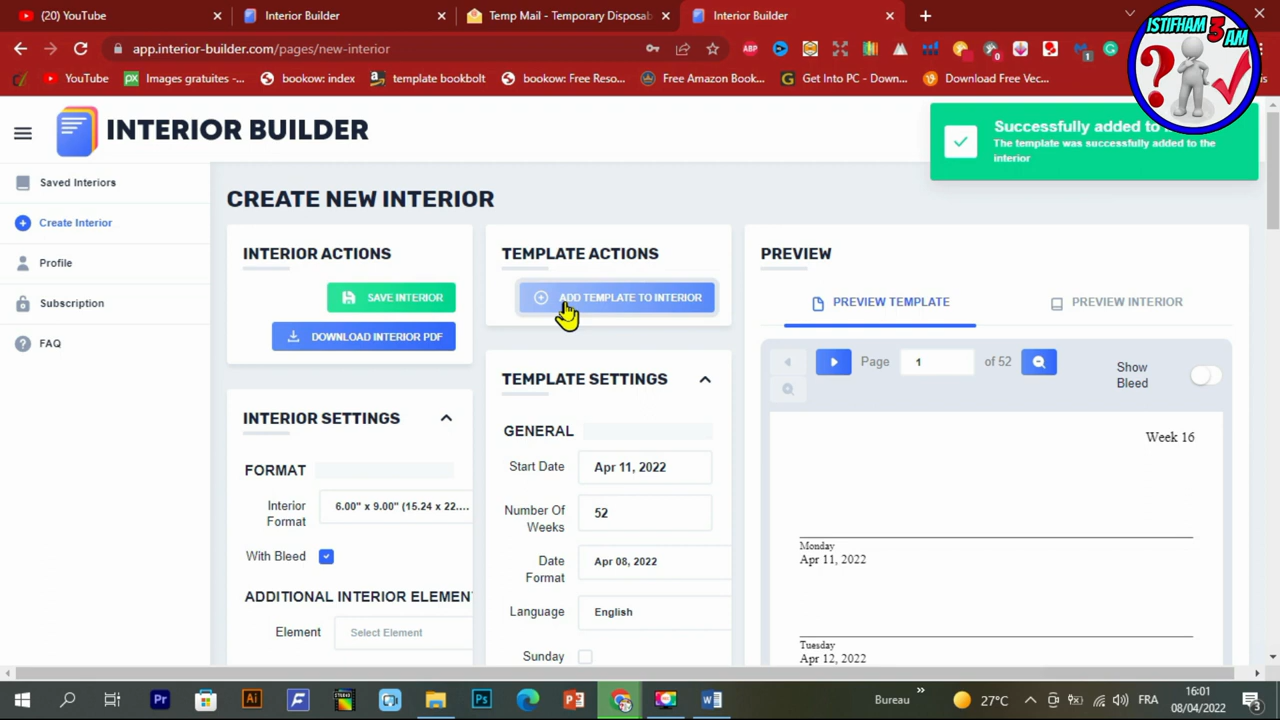 (20) YouTube
Interior Builder
Temp Mail - Temporary Disposab
Interior Builder
ISTIFHAM 3AM
app.interior-builder.com/pages/new-interior
YouTube
Images gratuites -...
bookow: index
template bookbolt
bookow: Free Reso...
Free Amazon Book...
Get Into PC - Down...
Download Free Vec...
INTERIOR BUILDER
Successfully added to
The template was successfully added to the
interior
Saved Interiors
Create Interior
Profile
Subscription
FAQ
CREATE NEW INTERIOR
INTERIOR ACTIONS
SAVE INTERIOR
DOWNLOAD INTERIOR PDF
INTERIOR SETTINGS
FORMAT
Interior
Format
6.00" x 9.00" (15.24 x 22....
With Bleed
ADDITIONAL INTERIOR ELEMEN
Element
Select Element
TEMPLATE ACTIONS
ADD TEMPLATE TO INTERIOR
TEMPLATE SETTINGS
GENERAL
Start Date
Apr 11, 2022
Number Of
Weeks
52
Date
Format
Apr 08, 2022
Language
English
Sunday
PREVIEW
PREVIEW TEMPLATE
PREVIEW INTERIOR
Page
1
of 52
Show
Bleed
Week 16
Monday
Apr 11, 2022
Tuesday
Apr 12, 2022
Bureau
27°C
FRA
16:01
08/04/2022